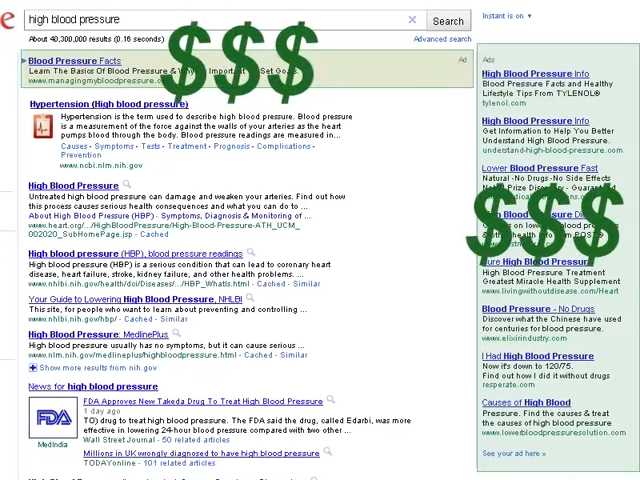 e
high blood pressure
Search
Instant is on ▾
About 40,300,000 results (0.16 seconds)
Advanced search
$$$
Blood Pressure Facts
Ad
Learn The Basics Of Blood Pressure &
www.managingmybloodpressure.
Hypertension (High blood pressure)
Hypertension is the term used to describe high blood pressure. Blood pressure
is a measurement of the force against the walls of your arteries as the heart
pumps blood through the body. Blood pressure readings are measured in...
Causes - Symptoms - Tests - Treatment - Prognosis - Complications -
Prevention
www.ncbi.nlm.nih.gov
High Blood Pressure
Untreated high blood pressure can damage and weaken your arteries. Find out how
this process causes serious health consequences and what you can do to ...
About High Blood Pressure (HBP) - Symptoms, Diagnosis & Monitoring of ...
www.heart.org/.../HighBloodPressure/High-Blood-Pressure-ATH_UCM_
002020_SubHomePage.jsp - Cached
High blood pressure (HBP), blood pressure readings
High blood pressure (HBP) is a serious condition that can lead to coronary heart
disease, heart failure, stroke, kidney failure, and other health problems. ...
www.nhlbi.nih.gov/health/dci/Diseases/.../HBP_WhatIs.html - Cached - Similar
Your Guide to Lowering High Blood Pressure, NHLBI
This site, for people who want to learn about preventing and controlling ...
www.nhlbi.nih.gov/hbp/ - Cached - Similar
High Blood Pressure: MedlinePlus
High blood pressure usually has no symptoms, but it can cause serious ...
www.nlm.nih.gov/medlineplus/highbloodpressure.html - Cached - Similar
Show more results from nih.gov
News for high blood pressure
FDA
MedIndia
FDA Approves New Takeda Drug To Treat High Blood Pressure
1 day ago
TO) drug to treat high blood pressure. The FDA said the drug, called Edarbi, was more
effective in lowering 24-hour blood pressure compared with two other ...
Wall Street Journal - 50 related articles
Millions in UK wrongly diagnosed to have high blood pressure
TODAYonline - 101 related articles
Ads
High Blood Pressure Info
Blood Pressure Facts and Healthy
Lifestyle Tips From TYLENOL®
tylenol.com
High Blood Pressure Info
Get Information to Help You Better
Understand High Blood Pressure.
understand-high-blood-pressure.com
Lower Blood Pressure Fast
Natural -No Drugs -No Side Effects
Prize
$$$
Blood Pressure
High Blood Pressure
High Blood Pressure Treatment
Greatest Miracle Health Supplement
www.livingwithoutdisease.com/Heart
Blood Pressure - No Drugs
Discover what the Chinese have used
for centuries for blood pressure.
www.elixirindustry.com
I Had High Blood Pressure
Now it's down to 120/75.
Find out how I did it without drugs
resperate.com
Causes of High Blood
Pressure. Find the causes & treat
the causes of high blood pressure
www.lowerbloodpressuresolution.com
See your ad here »